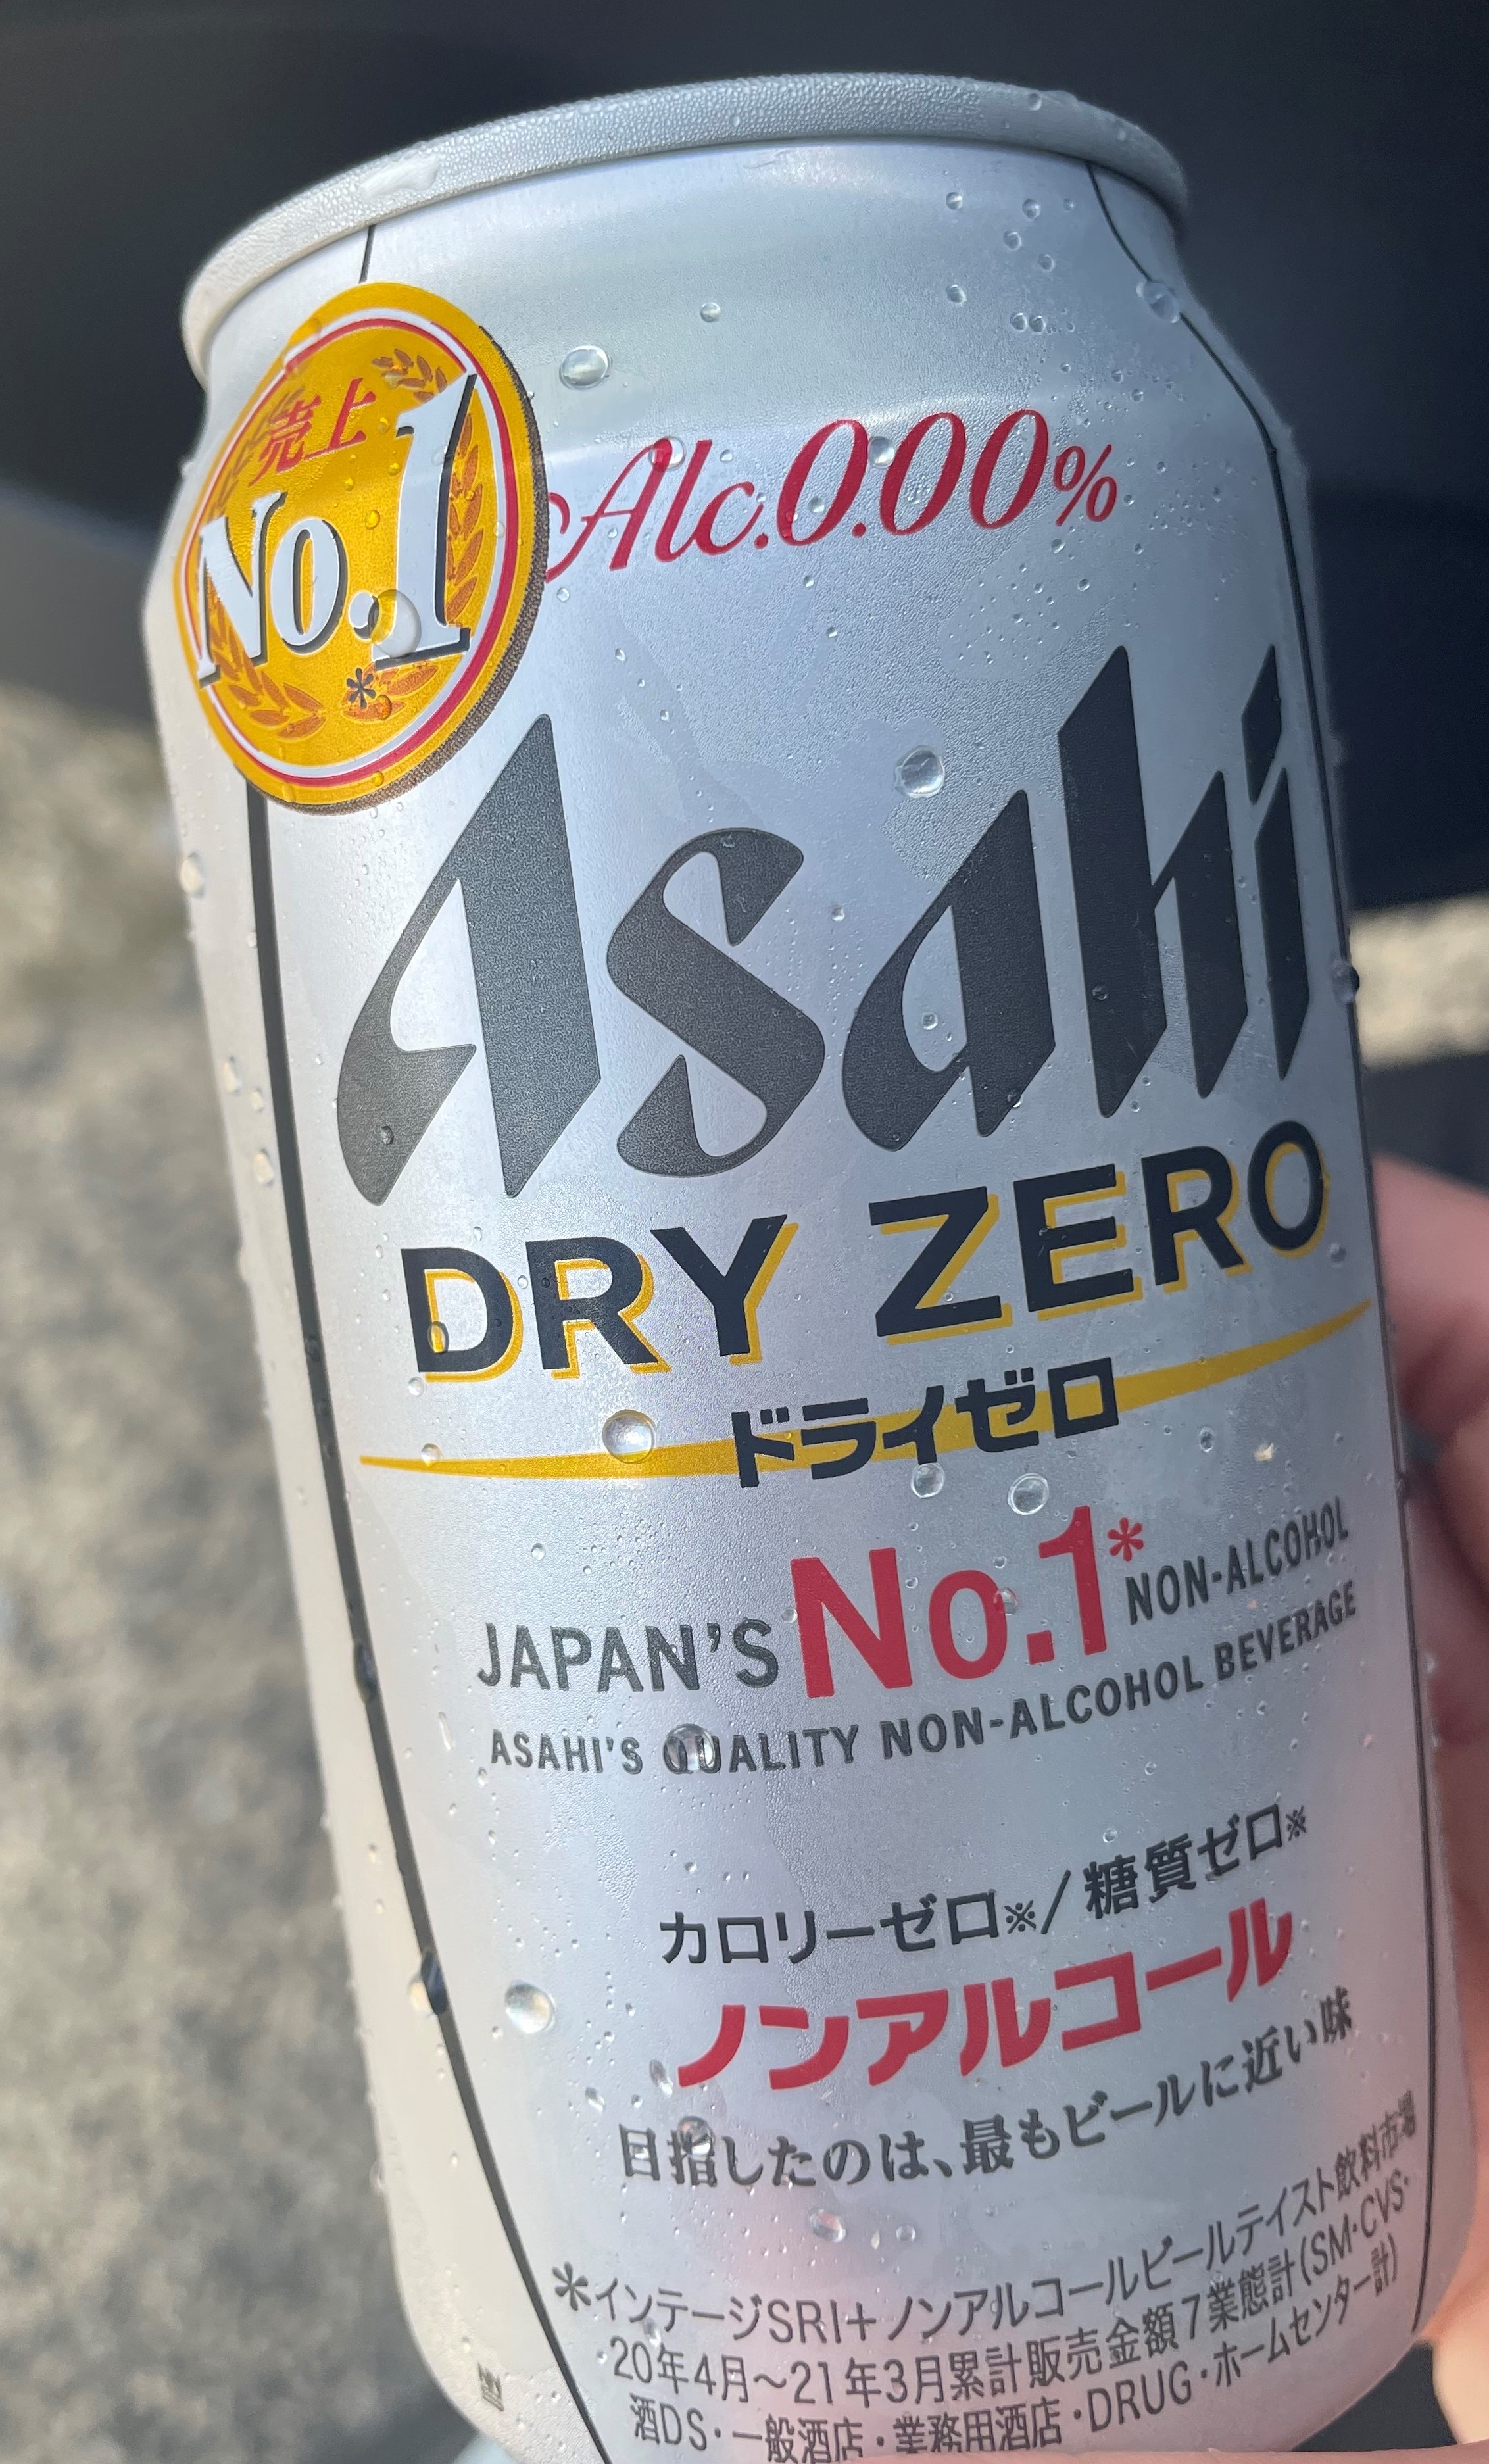 売上
No.1*
Alc.0.00%
Asahi
DRY ZERO
ドライゼロ
JAPAN'S No.1* NON-ALCOHOL
ASAHI'S QUALITY NON-ALCOHOL BEVERAGE
カロリーゼロ※/糖質ゼロ※
ノンアルコール
目指したのは、最もビールに近い味
*インテージSRI+ ノンアルコールビールテイスト飲料市場
'20年4月〜'21年3月累計販売金額7業態計(SM・CVS・
酒DS・一般酒店・業務用酒店・DRUG・ホームセンター計)